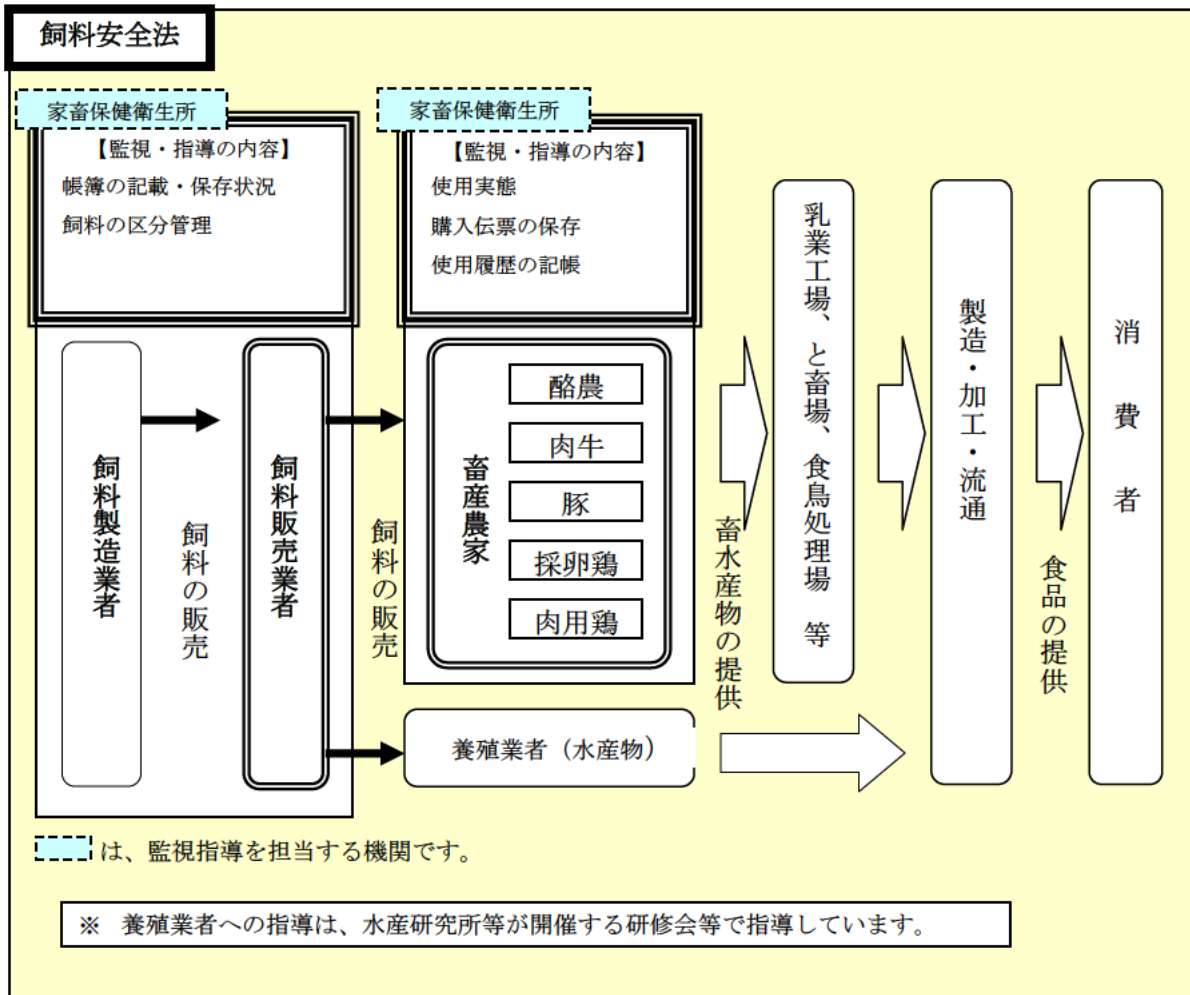 飼料安全法
家畜保健衛生所
【監視・指導の内容】
帳簿の記載・保存状況
飼料の区分管理
家畜保健衛生所
【監視・指導の内容】
使用実態
購入伝票の保存
使用履歴の記帳
飼料製造業者
飼料の販売
飼料販売業者
飼料の販売
畜産農家
酪農
肉牛
豚
採卵鶏
肉用鶏
養殖業者（水産物）
畜水産物の提供
乳業工場、と畜場、食鳥処理場　等
製造・加工・流通
食品の提供
消費者
は、監視指導を担当する機関です。
※　養殖業者への指導は、水産研究所等が開催する研修会等で指導しています。